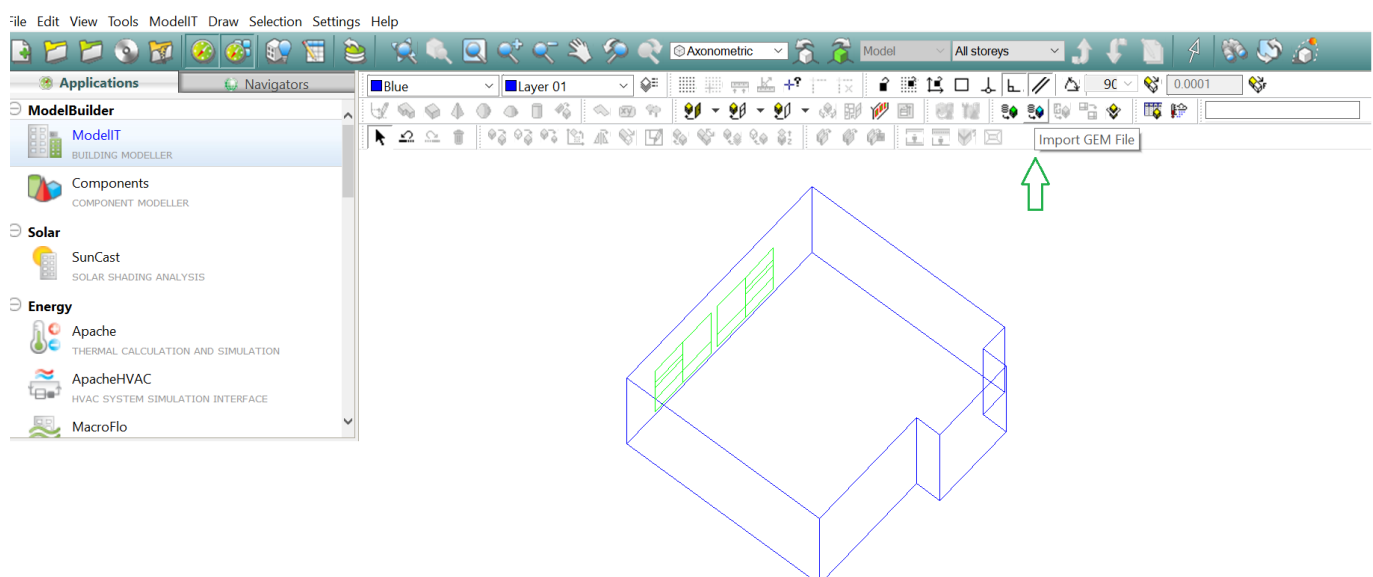 File Edit View Tools ModelIT Draw Selection Settings Help
Axonometric Model All storeys
Applications Navigators
Blue Layer 01 90 0.0001
ModelBuilder
ModelIT
BUILDING MODELLER
Import GEM File
Components
COMPONENT MODELLER
Solar
SunCast
SOLAR SHADING ANALYSIS
Energy
Apache
THERMAL CALCULATION AND SIMULATION
ApacheHVAC
HVAC SYSTEM SIMULATION INTERFACE
MacroFlo